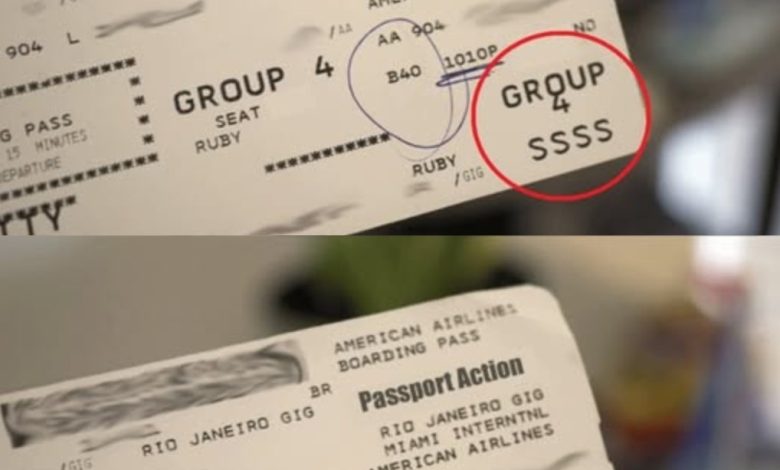 904 L
/AA
AA 904
NO
GROUP 4
SEAT
RUBY
B40
1010P
GROUP
4
SSSS
G PASS
15 MINUTES
DEPARTURE
RUBY
/GIG
TTY
AMERICAN AIRLINES
BOARDING PASS
BR
Passport Action
RIO JANEIRO GIG
RIO JANEIRO GIG
MIAMI INTERNTNL
AMERICAN AIRLINES
/GIG